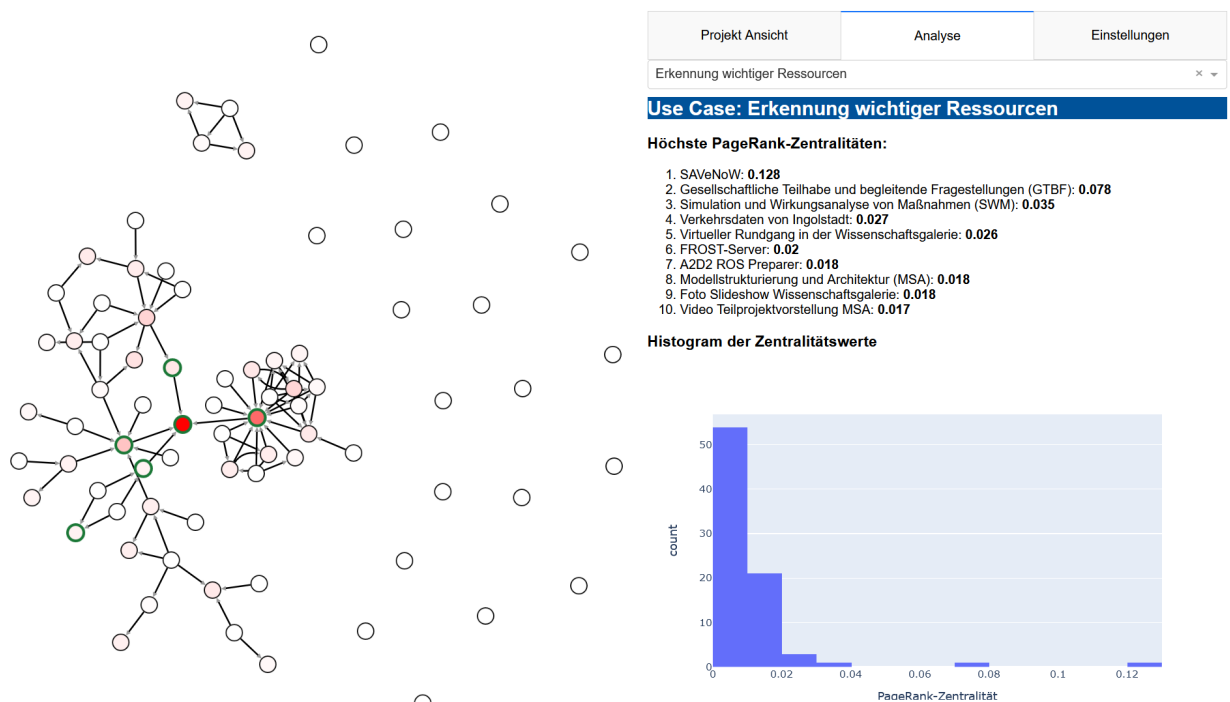 Projekt Ansicht
Analyse
Einstellungen
Erkennung wichtiger Ressourcen
Use Case: Erkennung wichtiger Ressourcen
Höchste PageRank-Zentralitäten:
1. SAVeNoW: 0.128
2. Gesellschaftliche Teilhabe und begleitende Fragestellungen (GTBF): 0.078
3. Simulation und Wirkungsanalyse von Maßnahmen (SWM): 0.035
4. Verkehrsdaten von Ingolstadt: 0.027
5. Virtueller Rundgang in der Wissenschaftsgalerie: 0.026
6. FROST-Server: 0.02
7. A2D2 ROS Preparer: 0.018
8. Modellstrukturierung und Architektur (MSA): 0.018
9. Foto Slideshow Wissenschaftsgalerie: 0.018
10. Video Teilprojektvorstellung MSA: 0.017
Histogram der Zentralitätswerte
50
40
30
20
10
0
count
0 0.02 0.04 0.06 0.08 0.1 0.12
PageRank-Zentralität